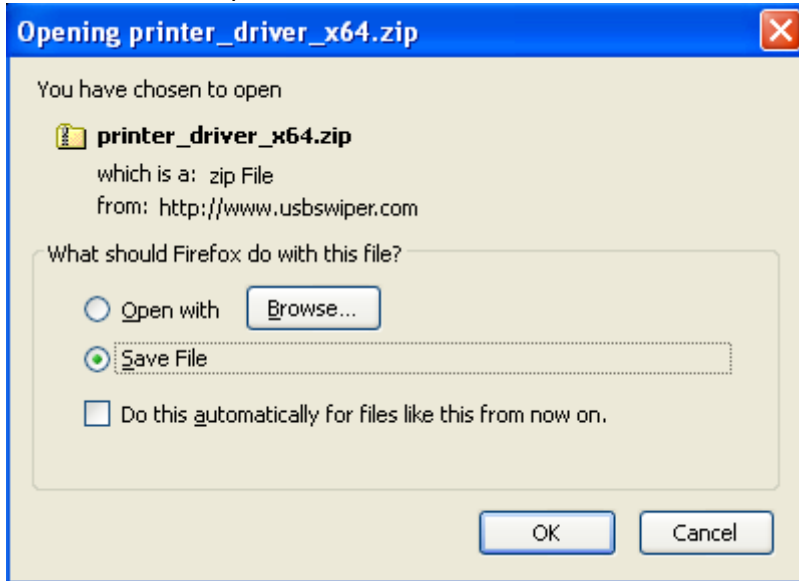 Opening printer_driver_x64.zip
You have chosen to open
printer_driver_x64.zip
which is a: zip File
from: http://www.usbswiper.com
What should Firefox do with this file?
Open with Browse...
Save File
Do this automatically for files like this from now on.
OK Cancel